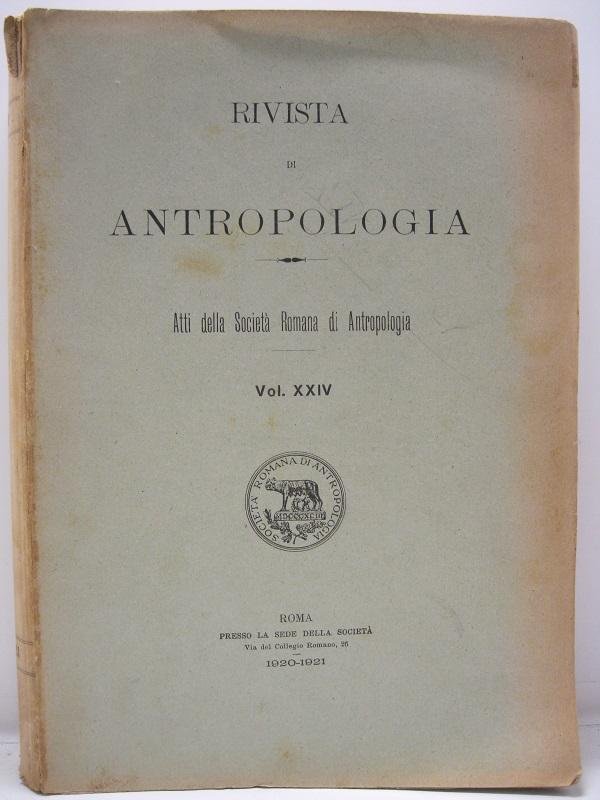 RIVISTA
DI
ANTROPOLOGIA
Atti della Società Romana di Antropologia
Vol. XXIV
SOCIETÀ ROMANA DI ANTROPOLOGIA
MDCCCXCIII
ROMA
PRESSO LA SEDE DELLA SOCIETÀ
Via del Collegio Romano, 26
1920-1921